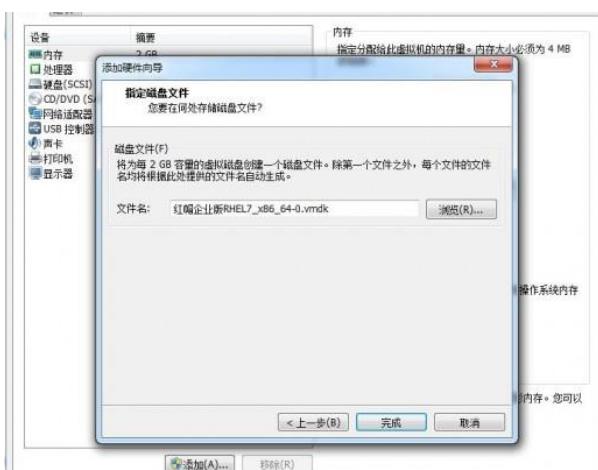 设备 摘要
内存 2 GB
处理器
硬盘(SCSI)
CD/DVD (SA
网络适配器
USB 控制器
声卡
打印机
显示器
内存
指定分配给此虚拟机的内存量。内存大小必须为 4 MB
添加硬件向导
指定磁盘文件
您要在何处存储磁盘文件?
磁盘文件(F)
将为每 2 GB 容量的虚拟磁盘创建一个磁盘文件。除第一个文件之外，每个文件的文件
名均将根据此处提供的文件名自动生成。
文件名: 红帽企业版RHEL7_x86_64-0.vmdk 浏览(R)...
操作系统内存
内存。您可以
< 上一步(B) 完成 取消
添加(A)... 移除(R)